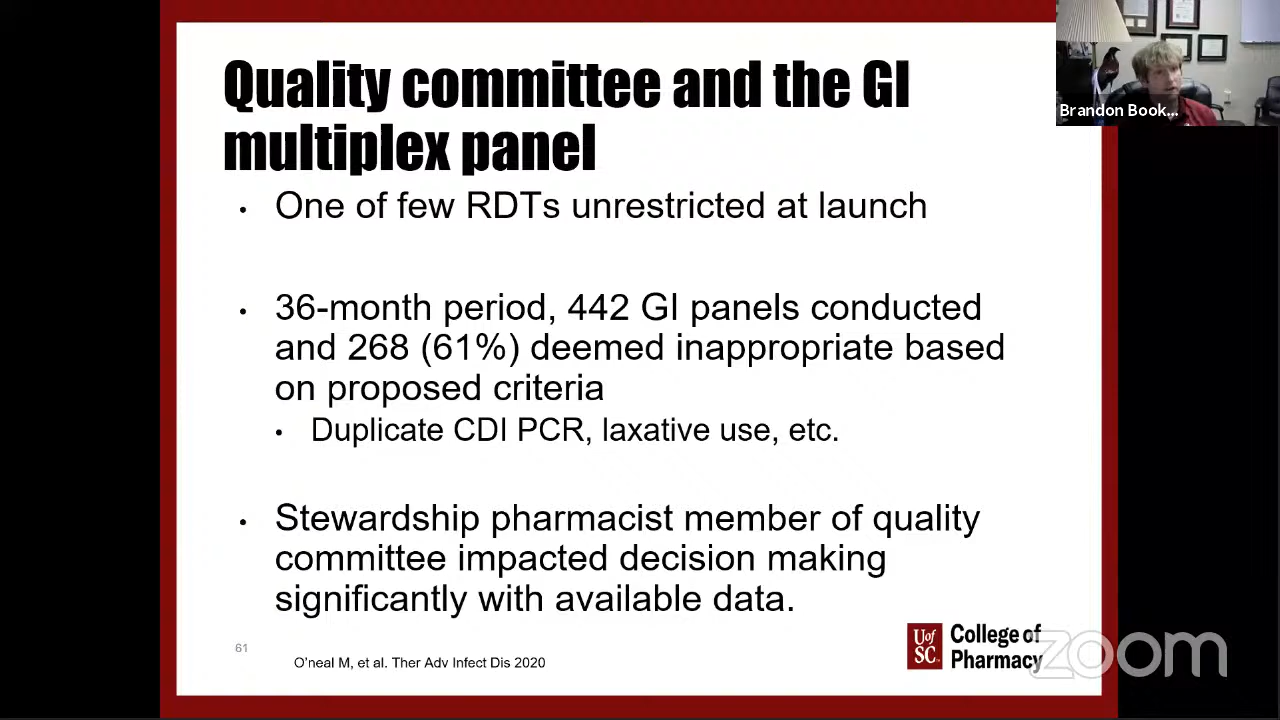 Quality committee and the GI
multiplex panel
Brandon Book...
• One of few RDTs unrestricted at launch
• 36-month period, 442 GI panels conducted
and 268 (61%) deemed inappropriate based
on proposed criteria
• Duplicate CDI PCR, laxative use, etc.
• Stewardship pharmacist member of quality
committee impacted decision making
significantly with available data.
61
O'neal M, et al. Ther Adv Infect Dis 2020
UofSC
College of
Pharmacy
zoom